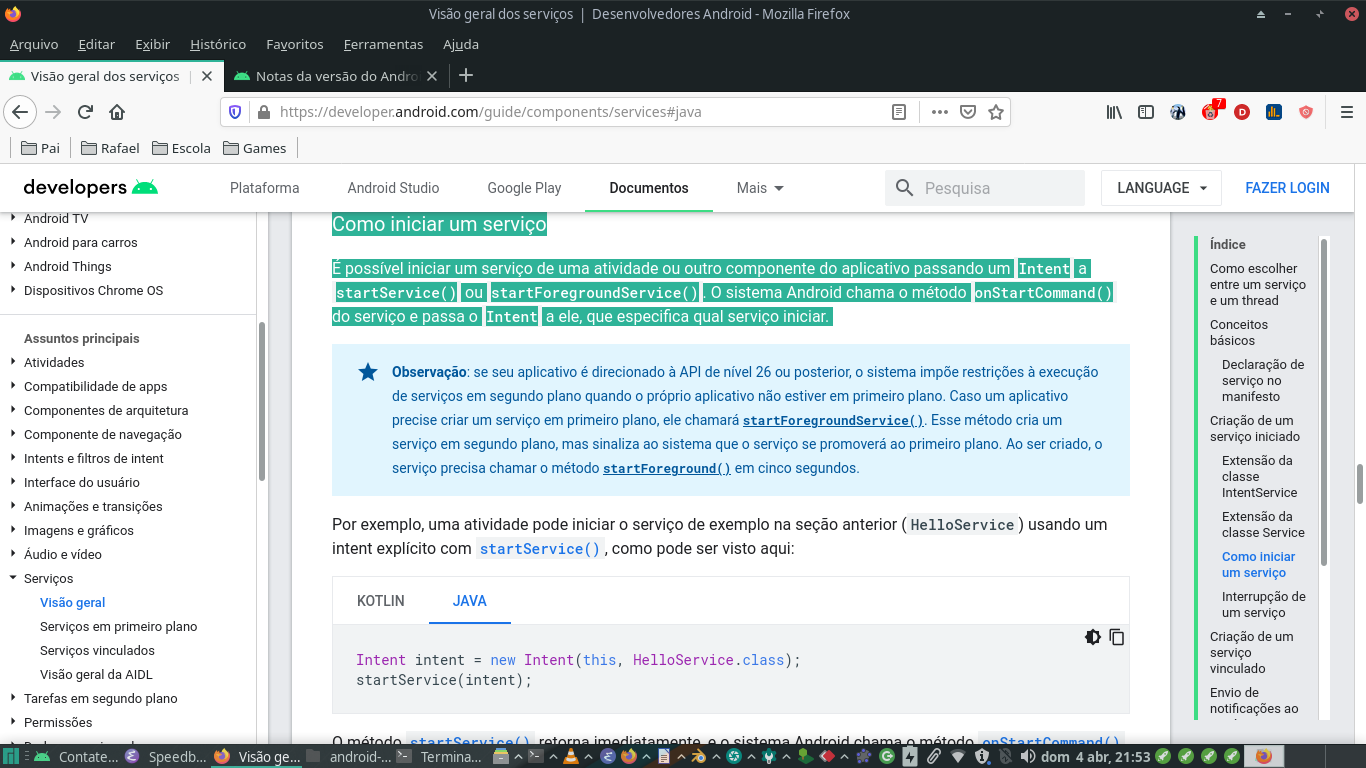 Visão geral dos serviços | Desenvolvedores Android - Mozilla Firefox
Arquivo Editar Exibir Histórico Favoritos Ferramentas Ajuda
Visão geral dos serviços
Notas da versão do Andro
https://developer.android.com/guide/components/services#java
7
Pai Rafael Escola Games
developers
Plataforma Android Studio Google Play Documentos Mais
Pesquisa
LANGUAGE
FAZER LOGIN
Android TV
Android para carros
Android Things
Dispositivos Chrome OS
Assuntos principais
Atividades
Compatibilidade de apps
Componentes de arquitetura
Componente de navegação
Intents e filtros de intent
Interface do usuário
Animações e transições
Imagens e gráficos
Áudio e vídeo
Serviços
Visão geral
Serviços em primeiro plano
Serviços vinculados
Visão geral da AIDL
Tarefas em segundo plano
Permissões
Como iniciar um serviço
É possível iniciar um serviço de uma atividade ou outro componente do aplicativo passando um Intent a
startService() ou startForegroundService(). O sistema Android chama o método onStartCommand()
do serviço e passa o Intent a ele, que especifica qual serviço iniciar.
Observação: se seu aplicativo é direcionado à API de nível 26 ou posterior, o sistema impõe restrições à execução
de serviços em segundo plano quando o próprio aplicativo não estiver em primeiro plano. Caso um aplicativo
precise criar um serviço em primeiro plano, ele chamará startForegroundService(). Esse método cria um
serviço em segundo plano, mas sinaliza ao sistema que o serviço se promoverá ao primeiro plano. Ao ser criado, o
serviço precisa chamar o método startForeground() em cinco segundos.
Por exemplo, uma atividade pode iniciar o serviço de exemplo na seção anterior (HelloService) usando um
intent explícito com startService(), como pode ser visto aqui:
KOTLIN JAVA
Intent intent = new Intent(this, HelloService.class);
startService(intent);
O método startService() retorna imediatamente, e o sistema Android chama o método onStartCommand()
Índice
Como escolher
entre um serviço
e um thread
Conceitos
básicos
Declaração de
serviço no
manifesto
Criação de um
serviço iniciado
Extensão da
classe
IntentService
Extensão da
classe Service
Como iniciar
um serviço
Interrupção de
um serviço
Criação de um
serviço
vinculado
Envio de
notificações ao
Contate... Speedb... Visão ge... android-... Termina...
dom 4 abr, 21:53